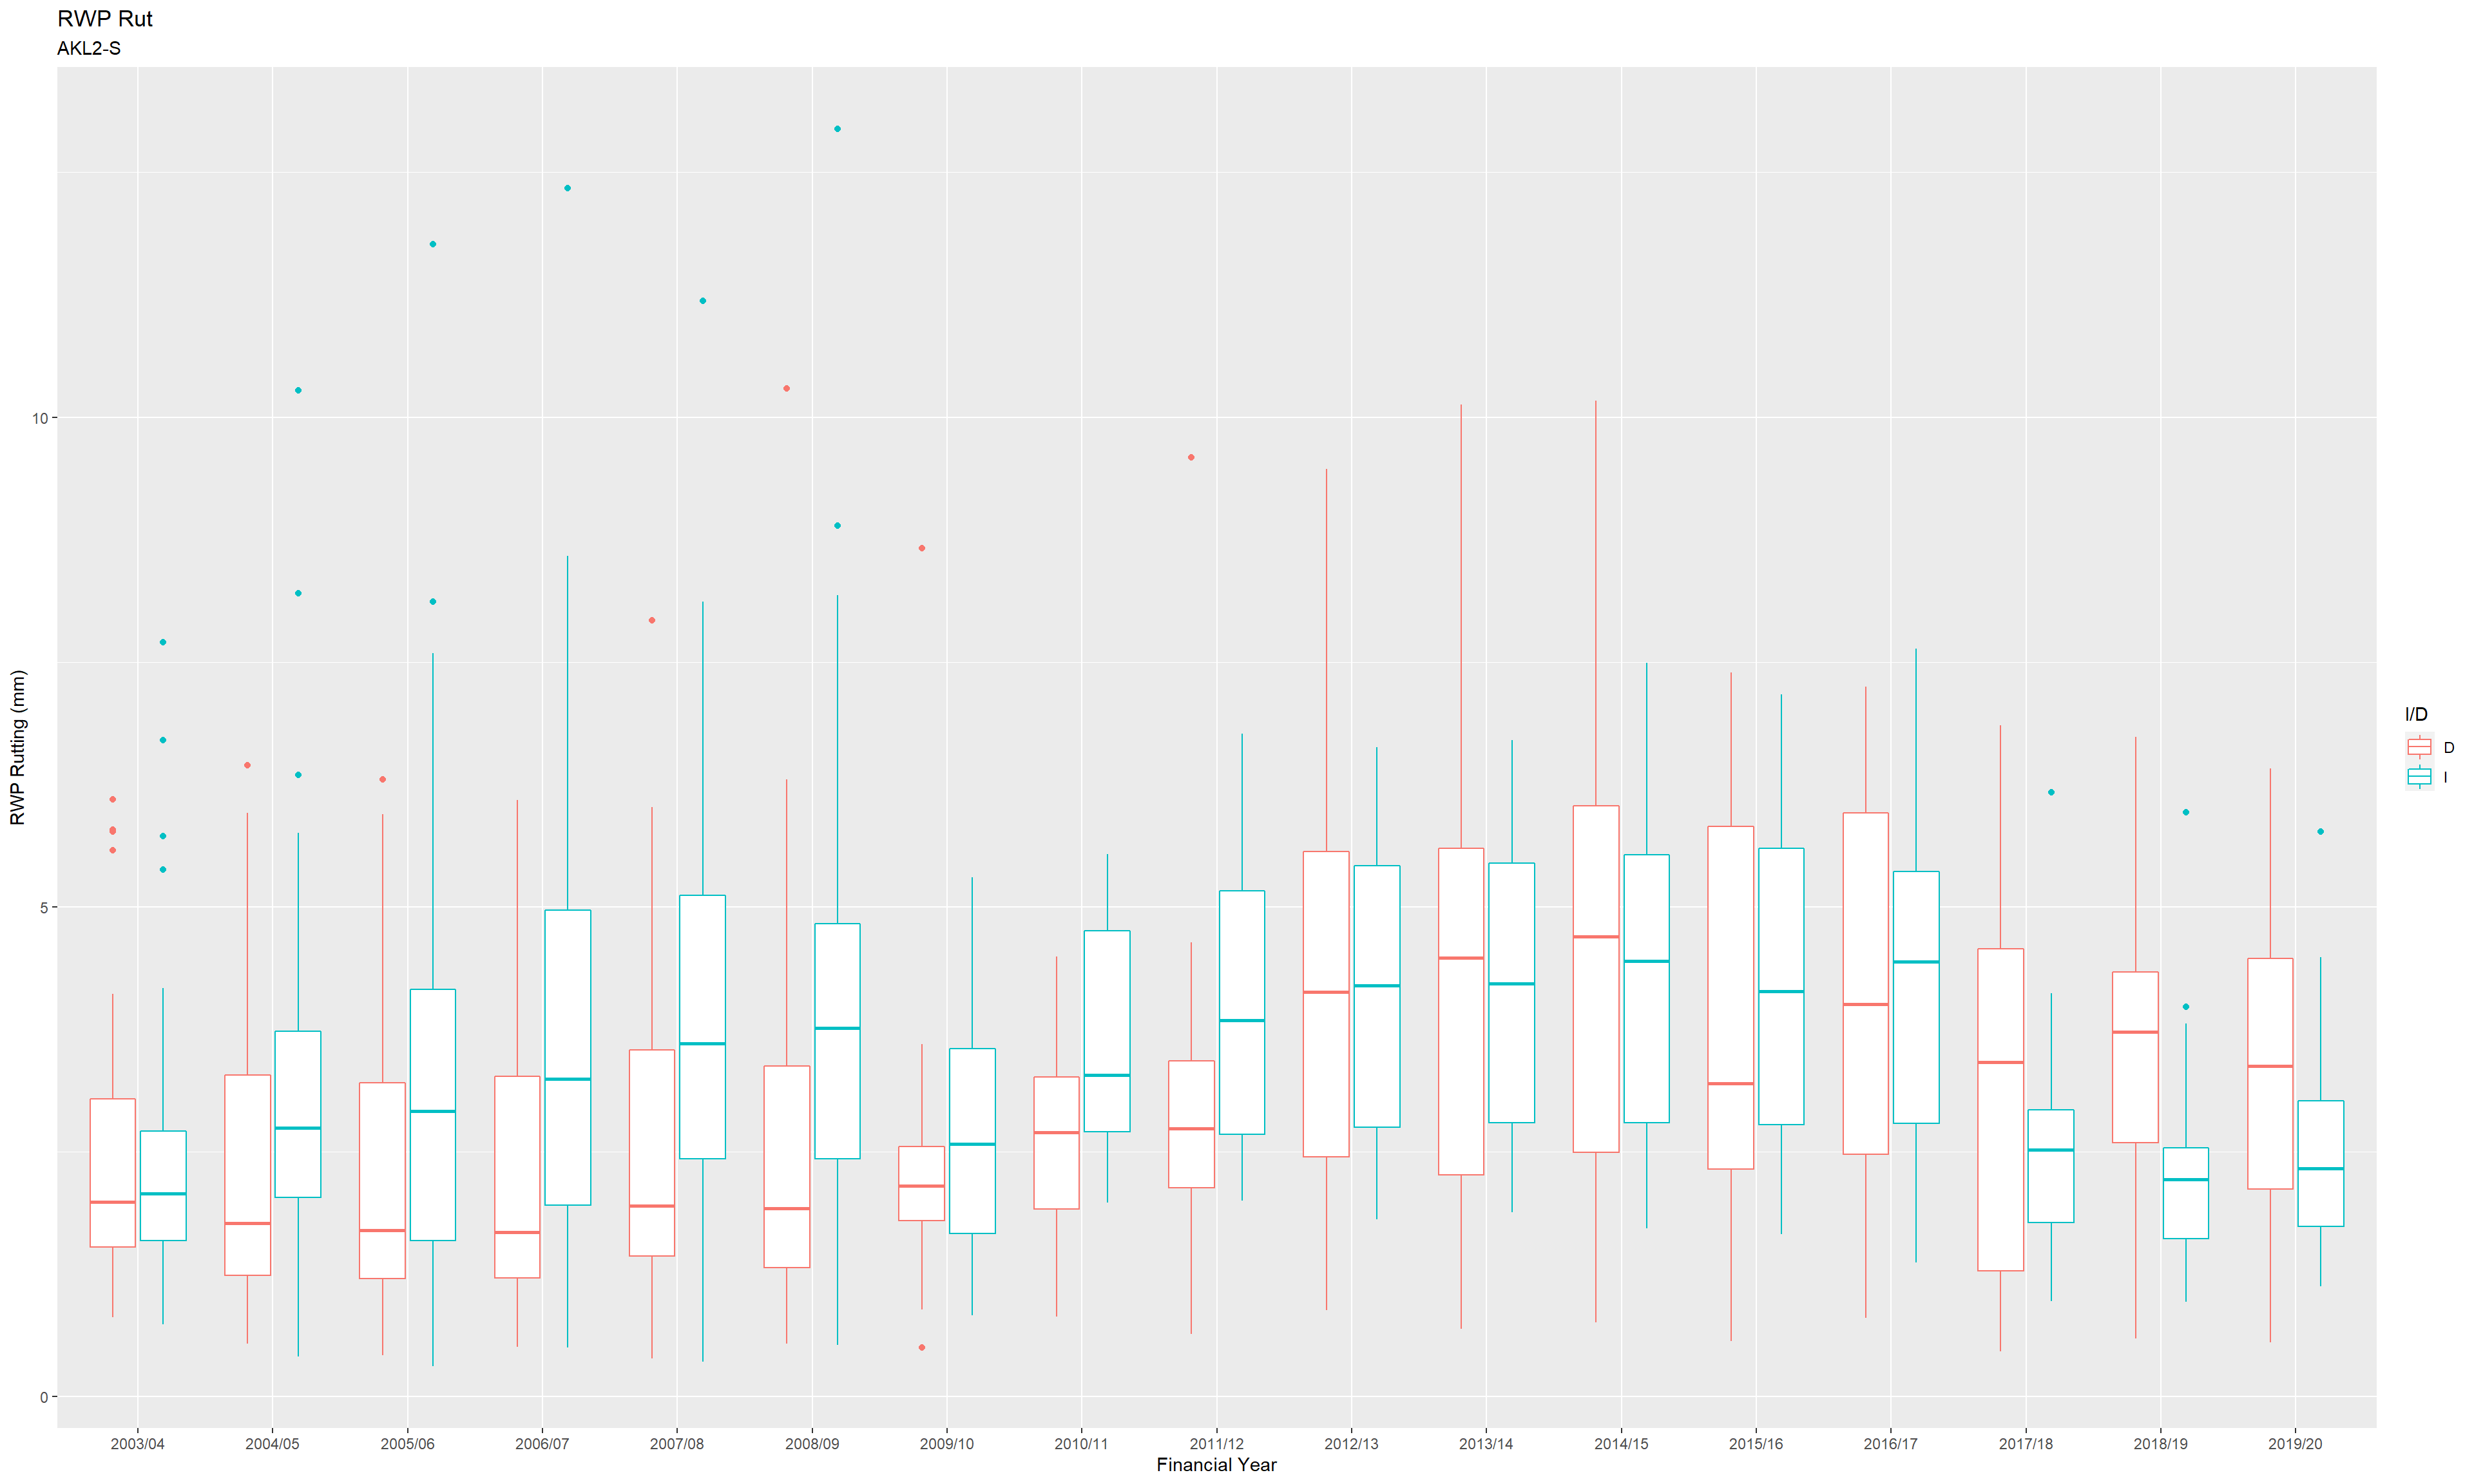 RWP Rut
AKL2-S
RWP Rutting (mm)
10
5
0
2003/04 2004/05 2005/06 2006/07 2007/08 2008/09 2009/10 2010/11 2011/12 2012/13 2013/14 2014/15 2015/16 2016/17 2017/18 2018/19 2019/20
Financial Year
I/D
D
I